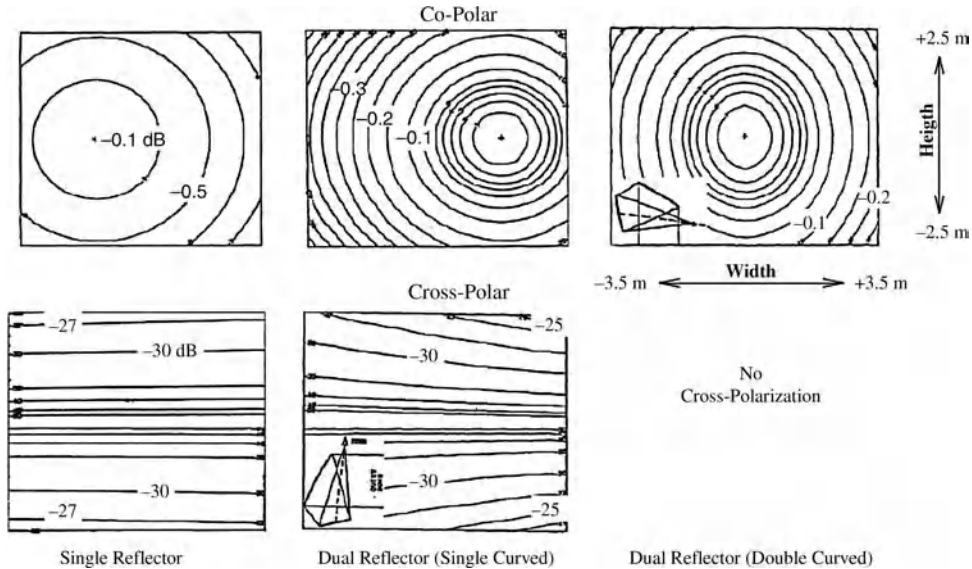 Co-Polar
−0.1 dB
−0.5
−0.3
−0.2
−0.1
−0.1
−0.2
+2.5 m
Heigth
−2.5 m
−3.5 m
Width
+3.5 m
Cross-Polar
−27
−30 dB
−30
−27
−25
−30
−30
−25
No
Cross-Polarization
Single Reflector
Dual Reflector (Single Curved)
Dual Reflector (Double Curved)